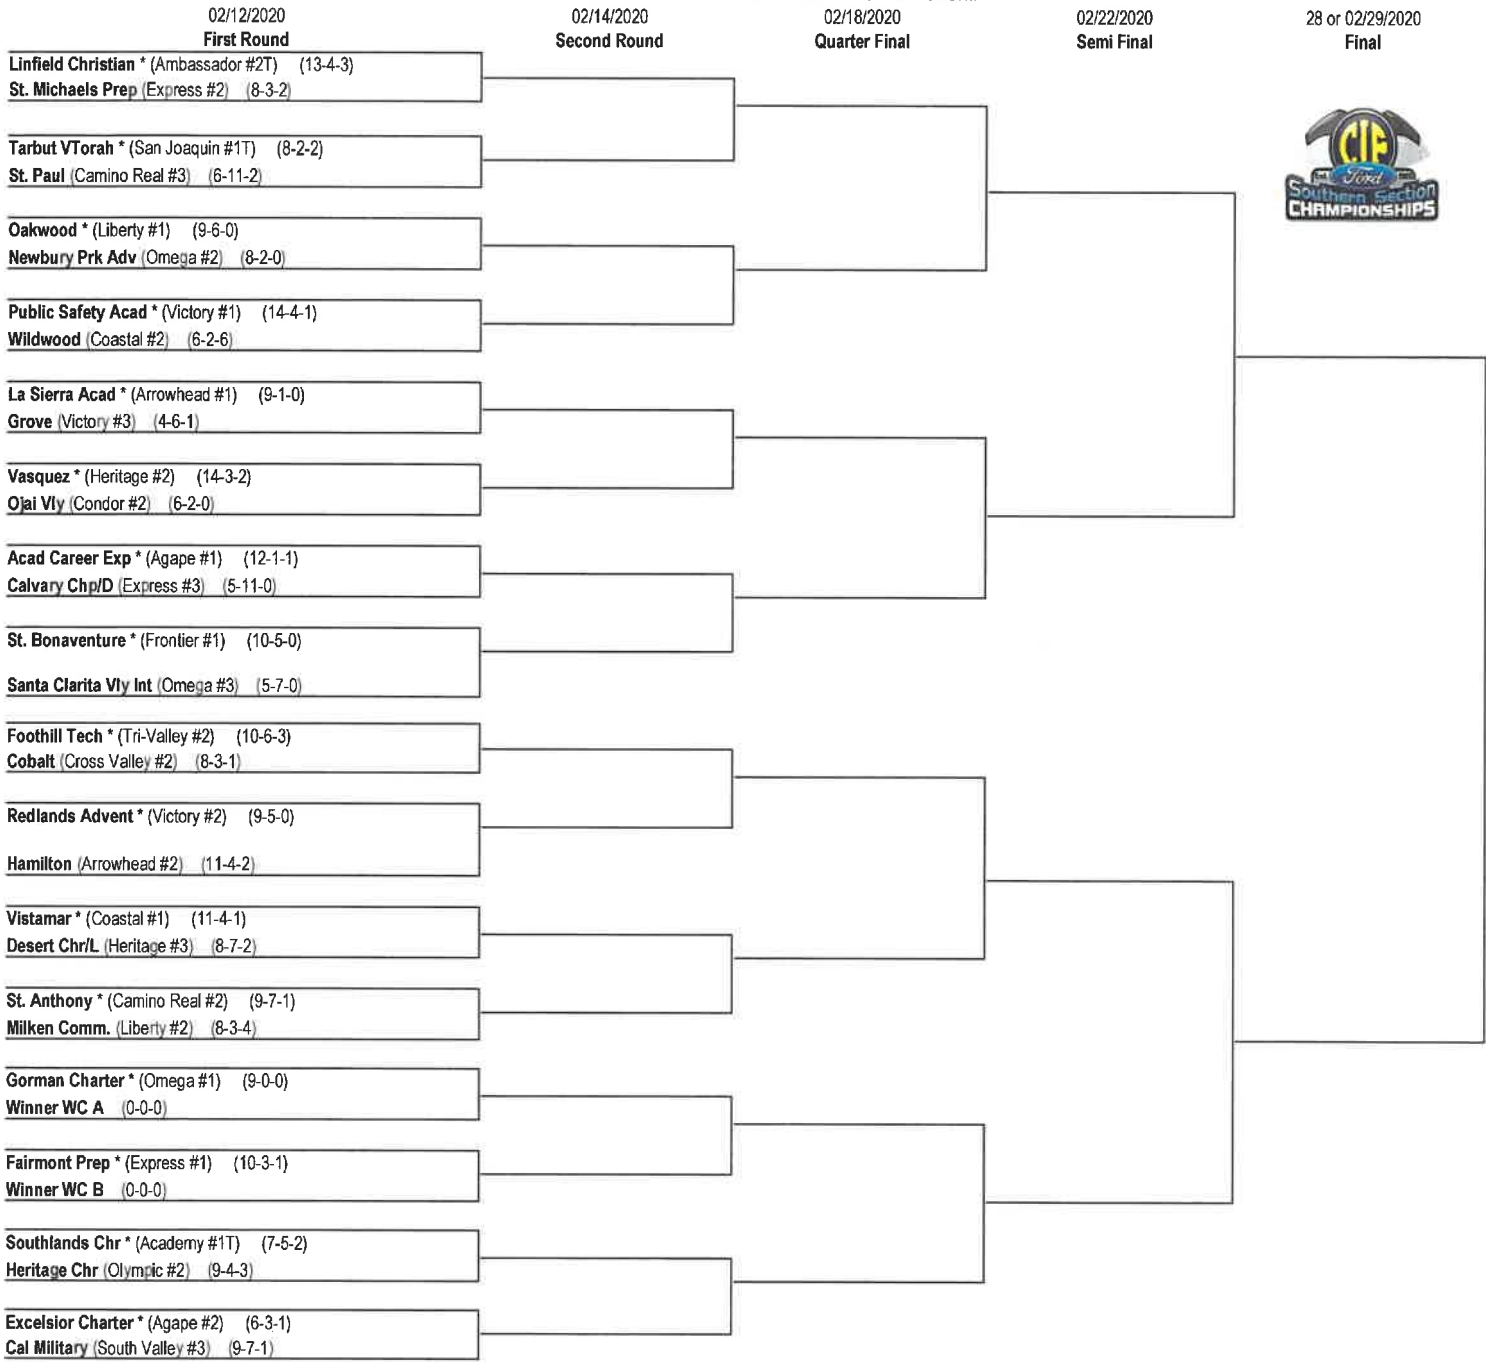 02/12/2020
First Round
02/14/2020
Second Round
02/18/2020
Quarter Final
02/22/2020
Semi Final
28 or 02/29/2020
Final
CIF
Ford
Southern Section
CHAMPIONSHIPS
Linfield Christian * (Ambassador #2T) (13-4-3)
St. Michaels Prep (Express #2) (8-3-2)
Tarbut VTorah * (San Joaquin #1T) (8-2-2)
St. Paul (Camino Real #3) (6-11-2)
Oakwood * (Liberty #1) (9-6-0)
Newbury Prk Adv (Omega #2) (8-2-0)
Public Safety Acad * (Victory #1) (14-4-1)
Wildwood (Coastal #2) (6-2-6)
La Sierra Acad * (Arrowhead #1) (9-1-0)
Grove (Victory #3) (4-6-1)
Vasquez * (Heritage #2) (14-3-2)
Ojai Vly (Condor #2) (6-2-0)
Acad Career Exp * (Agape #1) (12-1-1)
Calvary Chp/D (Express #3) (5-11-0)
St. Bonaventure * (Frontier #1) (10-5-0)
Santa Clarita Vly Int (Omega #3) (5-7-0)
Foothill Tech * (Tri-Valley #2) (10-6-3)
Cobalt (Cross Valley #2) (8-3-1)
Redlands Advent * (Victory #2) (9-5-0)
Hamilton (Arrowhead #2) (11-4-2)
Vistamar * (Coastal #1) (11-4-1)
Desert Chr/L (Heritage #3) (8-7-2)
St. Anthony * (Camino Real #2) (9-7-1)
Milken Comm. (Liberty #2) (8-3-4)
Gorman Charter * (Omega #1) (9-0-0)
Winner WC A (0-0-0)
Fairmont Prep * (Express #1) (10-3-1)
Winner WC B (0-0-0)
Southlands Chr * (Academy #1T) (7-5-2)
Heritage Chr (Olympic #2) (9-4-3)
Excelsior Charter * (Agape #2) (6-3-1)
Cal Military (South Valley #3) (9-7-1)